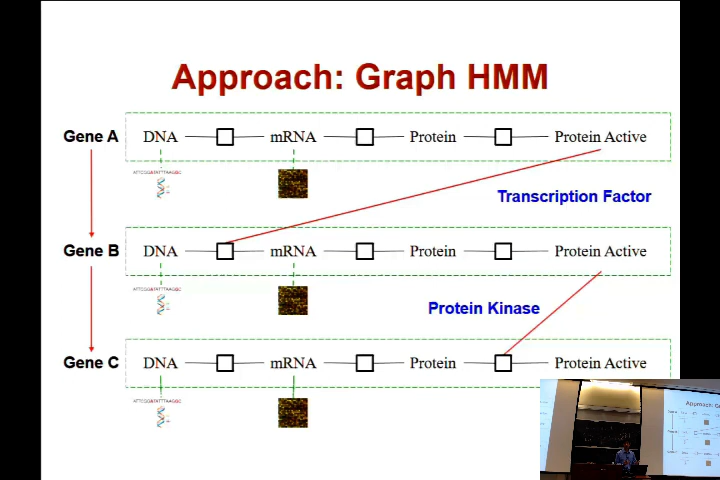 Approach: Graph HMM
Gene A DNA mRNA Protein Protein Active
Transcription Factor
Gene B DNA mRNA Protein Protein Active
Protein Kinase
Gene C DNA mRNA Protein Protein Active